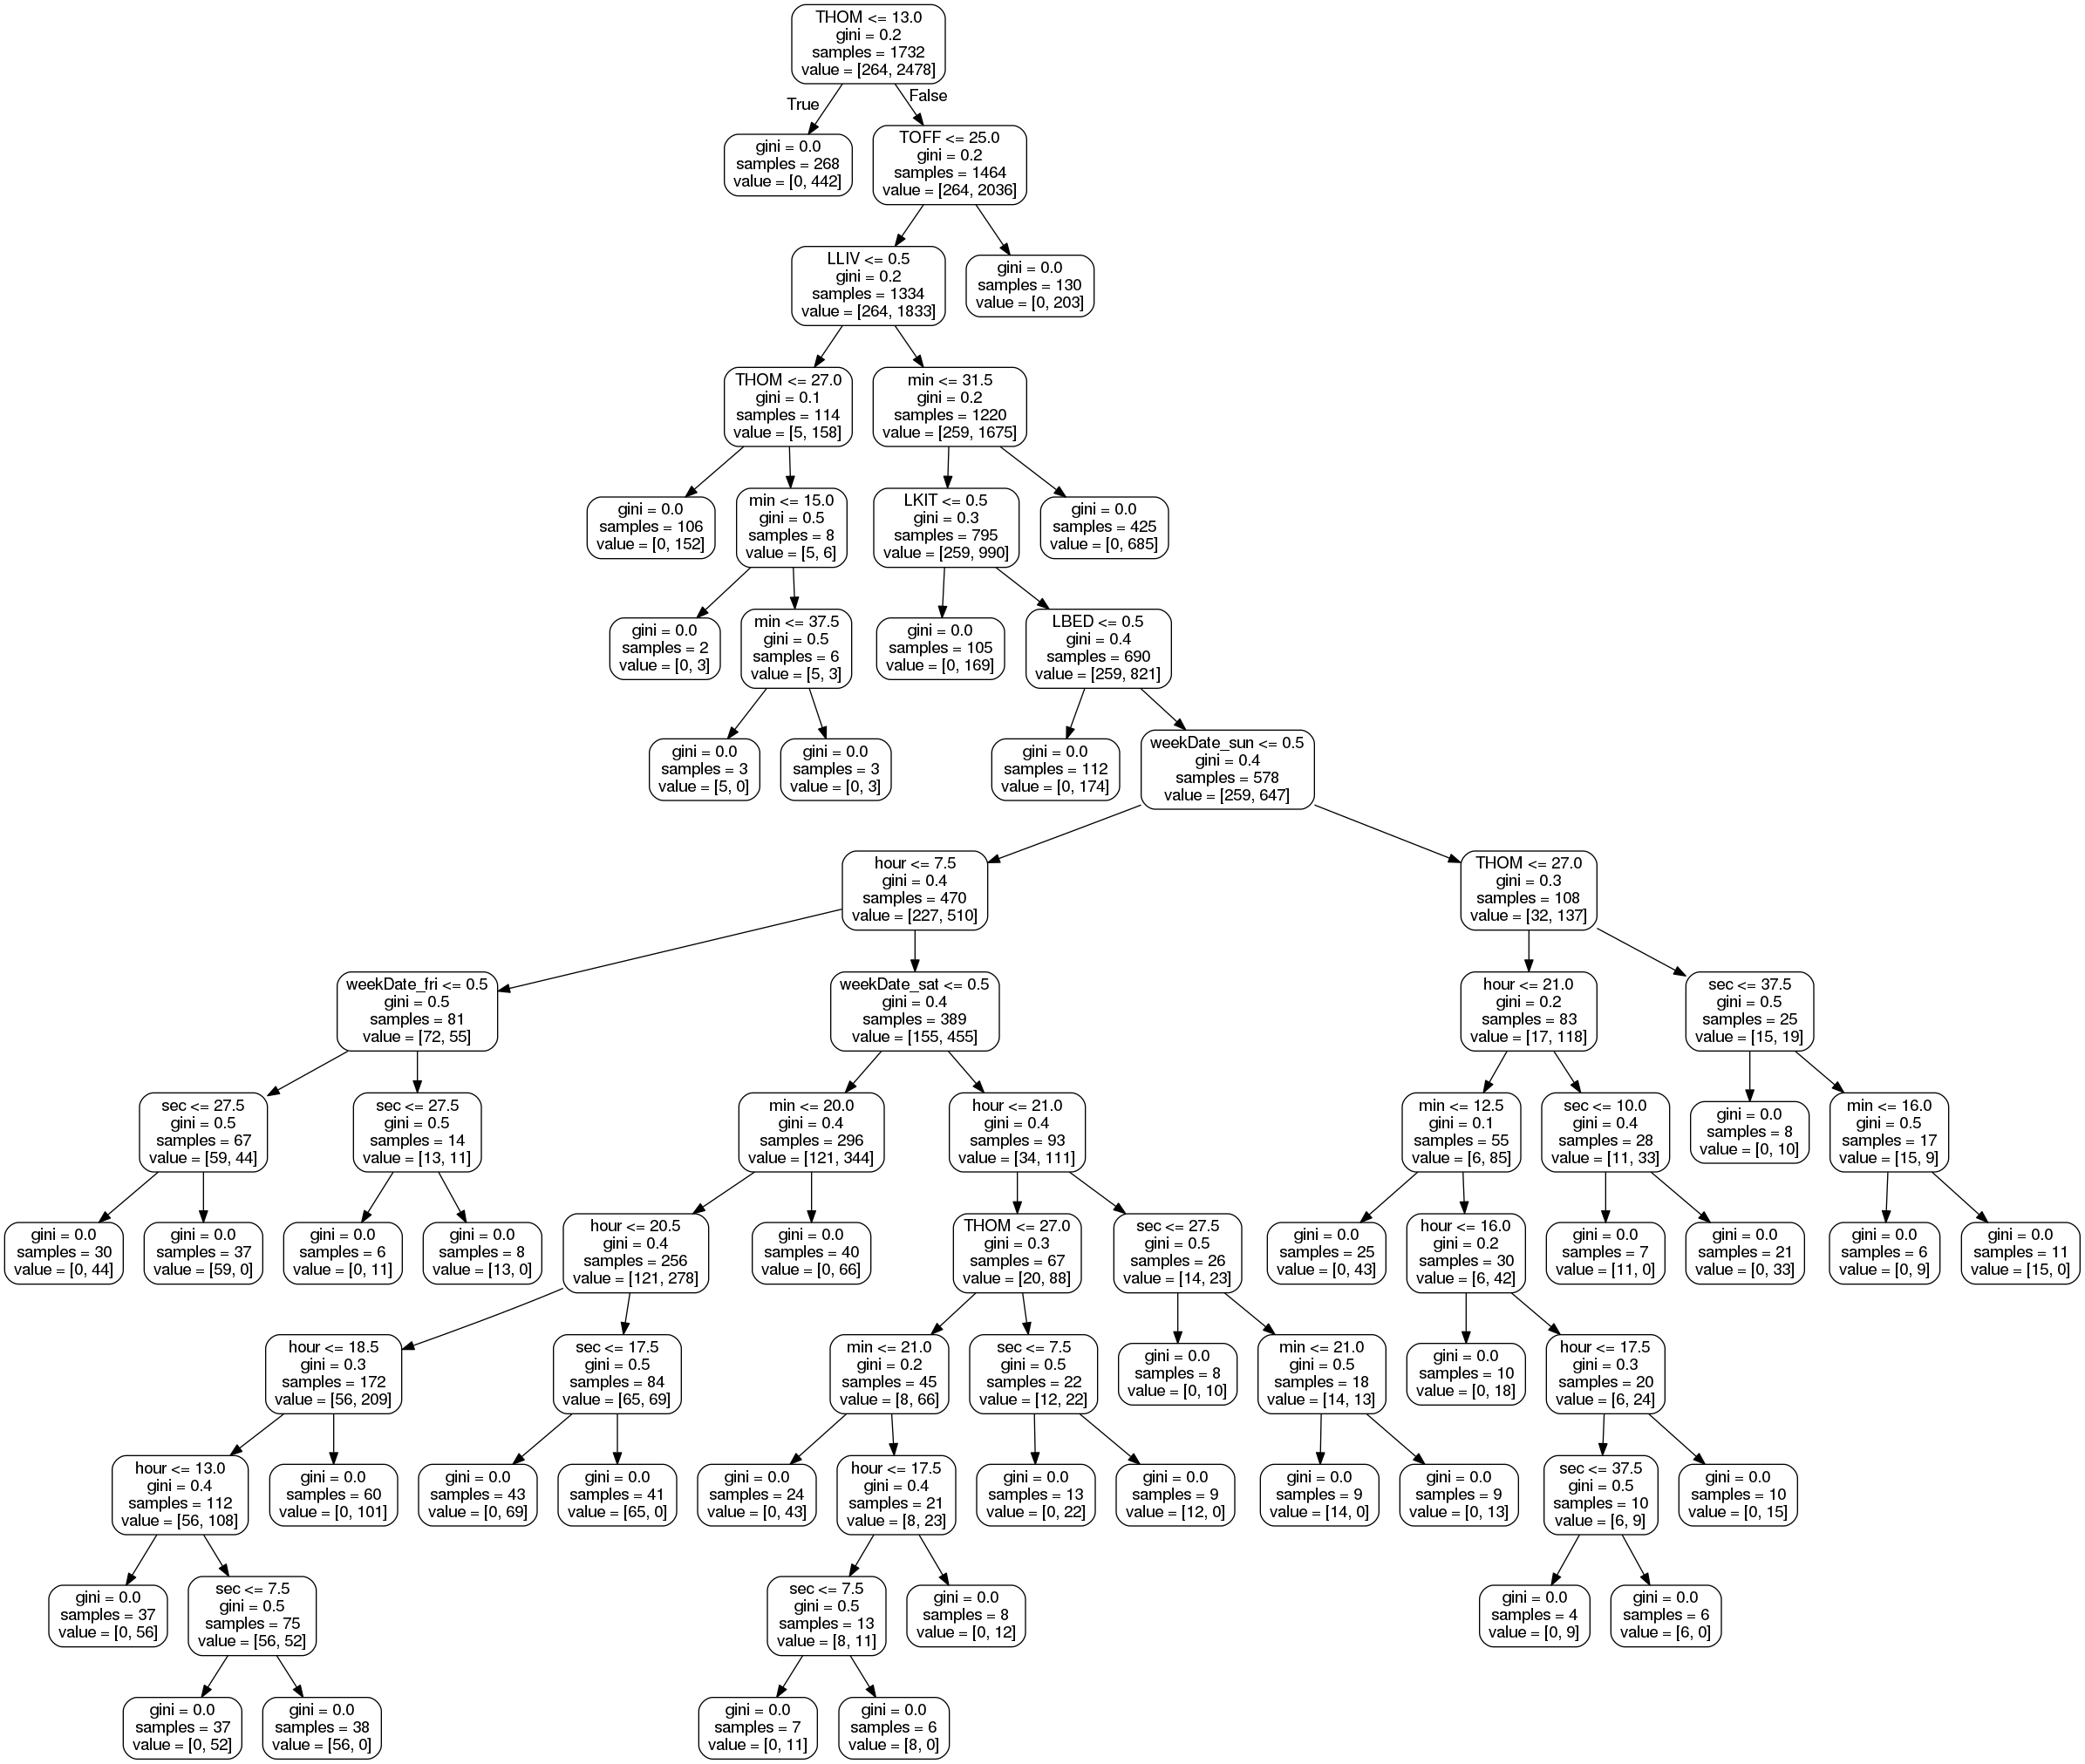 THOM <= 13.0
gini = 0.2
samples = 1732
value = [264, 2478]
True
False
gini = 0.0
samples = 268
value = [0, 442]
TOFF <= 25.0
gini = 0.2
samples = 1464
value = [264, 2036]
LLIV <= 0.5
gini = 0.2
samples = 1334
value = [264, 1833]
gini = 0.0
samples = 130
value = [0, 203]
THOM <= 27.0
gini = 0.1
samples = 114
value = [5, 158]
min <= 31.5
gini = 0.2
samples = 1220
value = [259, 1675]
gini = 0.0
samples = 106
value = [0, 152]
min <= 15.0
gini = 0.5
samples = 8
value = [5, 6]
LKIT <= 0.5
gini = 0.3
samples = 795
value = [259, 990]
gini = 0.0
samples = 425
value = [0, 685]
gini = 0.0
samples = 2
value = [0, 3]
min <= 37.5
gini = 0.5
samples = 6
value = [5, 3]
gini = 0.0
samples = 105
value = [0, 169]
LBED <= 0.5
gini = 0.4
samples = 690
value = [259, 821]
gini = 0.0
samples = 3
value = [5, 0]
gini = 0.0
samples = 3
value = [0, 3]
gini = 0.0
samples = 112
value = [0, 174]
weekDate_sun <= 0.5
gini = 0.4
samples = 578
value = [259, 647]
hour <= 7.5
gini = 0.4
samples = 470
value = [227, 510]
THOM <= 27.0
gini = 0.3
samples = 108
value = [32, 137]
weekDate_fri <= 0.5
gini = 0.5
samples = 81
value = [72, 55]
weekDate_sat <= 0.5
gini = 0.4
samples = 389
value = [155, 455]
hour <= 21.0
gini = 0.2
samples = 83
value = [17, 118]
sec <= 37.5
gini = 0.5
samples = 25
value = [15, 19]
sec <= 27.5
gini = 0.5
samples = 67
value = [59, 44]
sec <= 27.5
gini = 0.5
samples = 14
value = [13, 11]
min <= 20.0
gini = 0.4
samples = 296
value = [121, 344]
hour <= 21.0
gini = 0.4
samples = 93
value = [34, 111]
min <= 12.5
gini = 0.1
samples = 55
value = [6, 85]
sec <= 10.0
gini = 0.4
samples = 28
value = [11, 33]
gini = 0.0
samples = 8
value = [0, 10]
min <= 16.0
gini = 0.5
samples = 17
value = [15, 9]
gini = 0.0
samples = 30
value = [0, 44]
gini = 0.0
samples = 37
value = [59, 0]
gini = 0.0
samples = 6
value = [0, 11]
gini = 0.0
samples = 8
value = [13, 0]
hour <= 20.5
gini = 0.4
samples = 256
value = [121, 278]
gini = 0.0
samples = 40
value = [0, 66]
THOM <= 27.0
gini = 0.3
samples = 67
value = [20, 88]
sec <= 27.5
gini = 0.5
samples = 26
value = [14, 23]
gini = 0.0
samples = 25
value = [0, 43]
hour <= 16.0
gini = 0.2
samples = 30
value = [6, 42]
gini = 0.0
samples = 7
value = [11, 0]
gini = 0.0
samples = 21
value = [0, 33]
gini = 0.0
samples = 6
value = [0, 9]
gini = 0.0
samples = 11
value = [15, 0]
hour <= 18.5
gini = 0.3
samples = 172
value = [56, 209]
sec <= 17.5
gini = 0.5
samples = 84
value = [65, 69]
min <= 21.0
gini = 0.2
samples = 45
value = [8, 66]
sec <= 7.5
gini = 0.5
samples = 22
value = [12, 22]
gini = 0.0
samples = 8
value = [0, 10]
min <= 21.0
gini = 0.5
samples = 18
value = [14, 13]
gini = 0.0
samples = 10
value = [0, 18]
hour <= 17.5
gini = 0.3
samples = 20
value = [6, 24]
hour <= 13.0
gini = 0.4
samples = 112
value = [56, 108]
gini = 0.0
samples = 60
value = [0, 101]
gini = 0.0
samples = 43
value = [0, 69]
gini = 0.0
samples = 41
value = [65, 0]
gini = 0.0
samples = 24
value = [0, 43]
hour <= 17.5
gini = 0.4
samples = 21
value = [8, 23]
gini = 0.0
samples = 13
value = [0, 22]
gini = 0.0
samples = 9
value = [12, 0]
gini = 0.0
samples = 9
value = [14, 0]
gini = 0.0
samples = 9
value = [0, 13]
sec <= 37.5
gini = 0.5
samples = 10
value = [6, 9]
gini = 0.0
samples = 10
value = [0, 15]
gini = 0.0
samples = 37
value = [0, 56]
sec <= 7.5
gini = 0.5
samples = 75
value = [56, 52]
sec <= 7.5
gini = 0.5
samples = 13
value = [8, 11]
gini = 0.0
samples = 8
value = [0, 12]
gini = 0.0
samples = 4
value = [0, 9]
gini = 0.0
samples = 6
value = [6, 0]
gini = 0.0
samples = 37
value = [0, 52]
gini = 0.0
samples = 38
value = [56, 0]
gini = 0.0
samples = 7
value = [0, 11]
gini = 0.0
samples = 6
value = [8, 0]